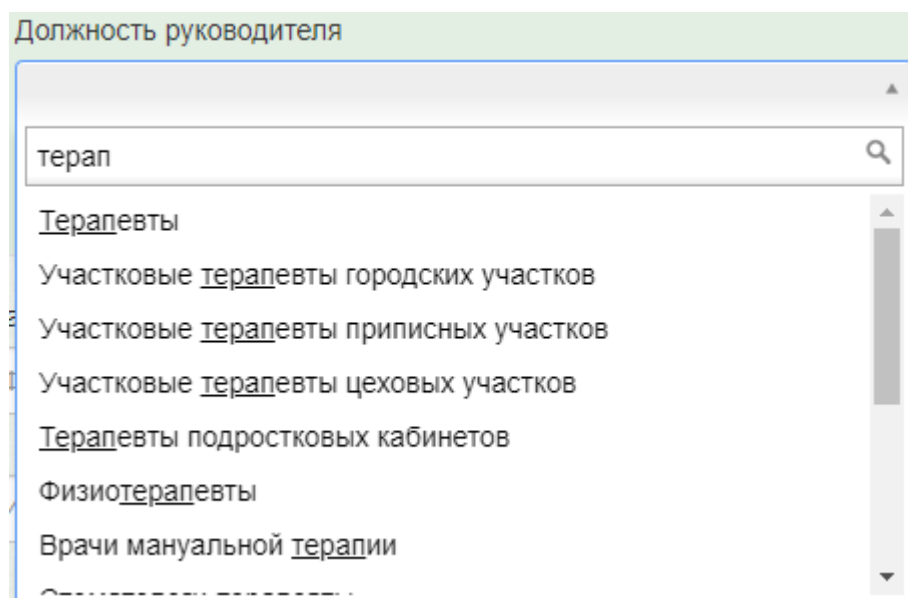 Должность руководителя
терап
Терапевты
Участковые терапевты городских участков
Участковые терапевты приписных участков
Участковые терапевты цеховых участков
Терапевты подростковых кабинетов
Физиотерапевты
Врачи мануальной терапии